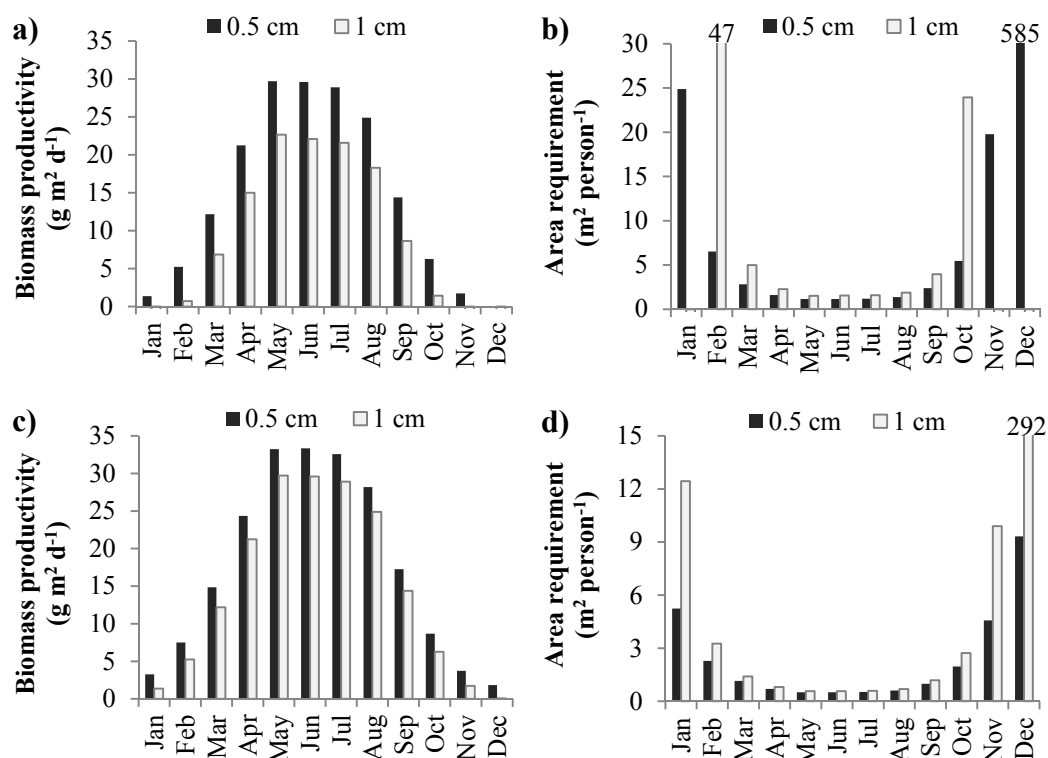 a)
0.5 cm 1 cm
Biomass productivity
(g m² d⁻¹)
35
30
25
20
15
10
5
0
Jan Feb Mar Apr May Jun Jul Aug Sep Oct Nov Dec
b)
0.5 cm 1 cm
47
585
Area requirement
(m² person⁻¹)
30
25
20
15
10
5
0
Jan Feb Mar Apr May Jun Jul Aug Sep Oct Nov Dec
c)
0.5 cm 1 cm
Biomass productivity
(g m² d⁻¹)
35
30
25
20
15
10
5
0
Jan Feb Mar Apr May Jun Jul Aug Sep Oct Nov Dec
d)
0.5 cm 1 cm
292
Area requirement
(m² person⁻¹)
15
12
9
6
3
0
Jan Feb Mar Apr May Jun Jul Aug Sep Oct Nov Dec